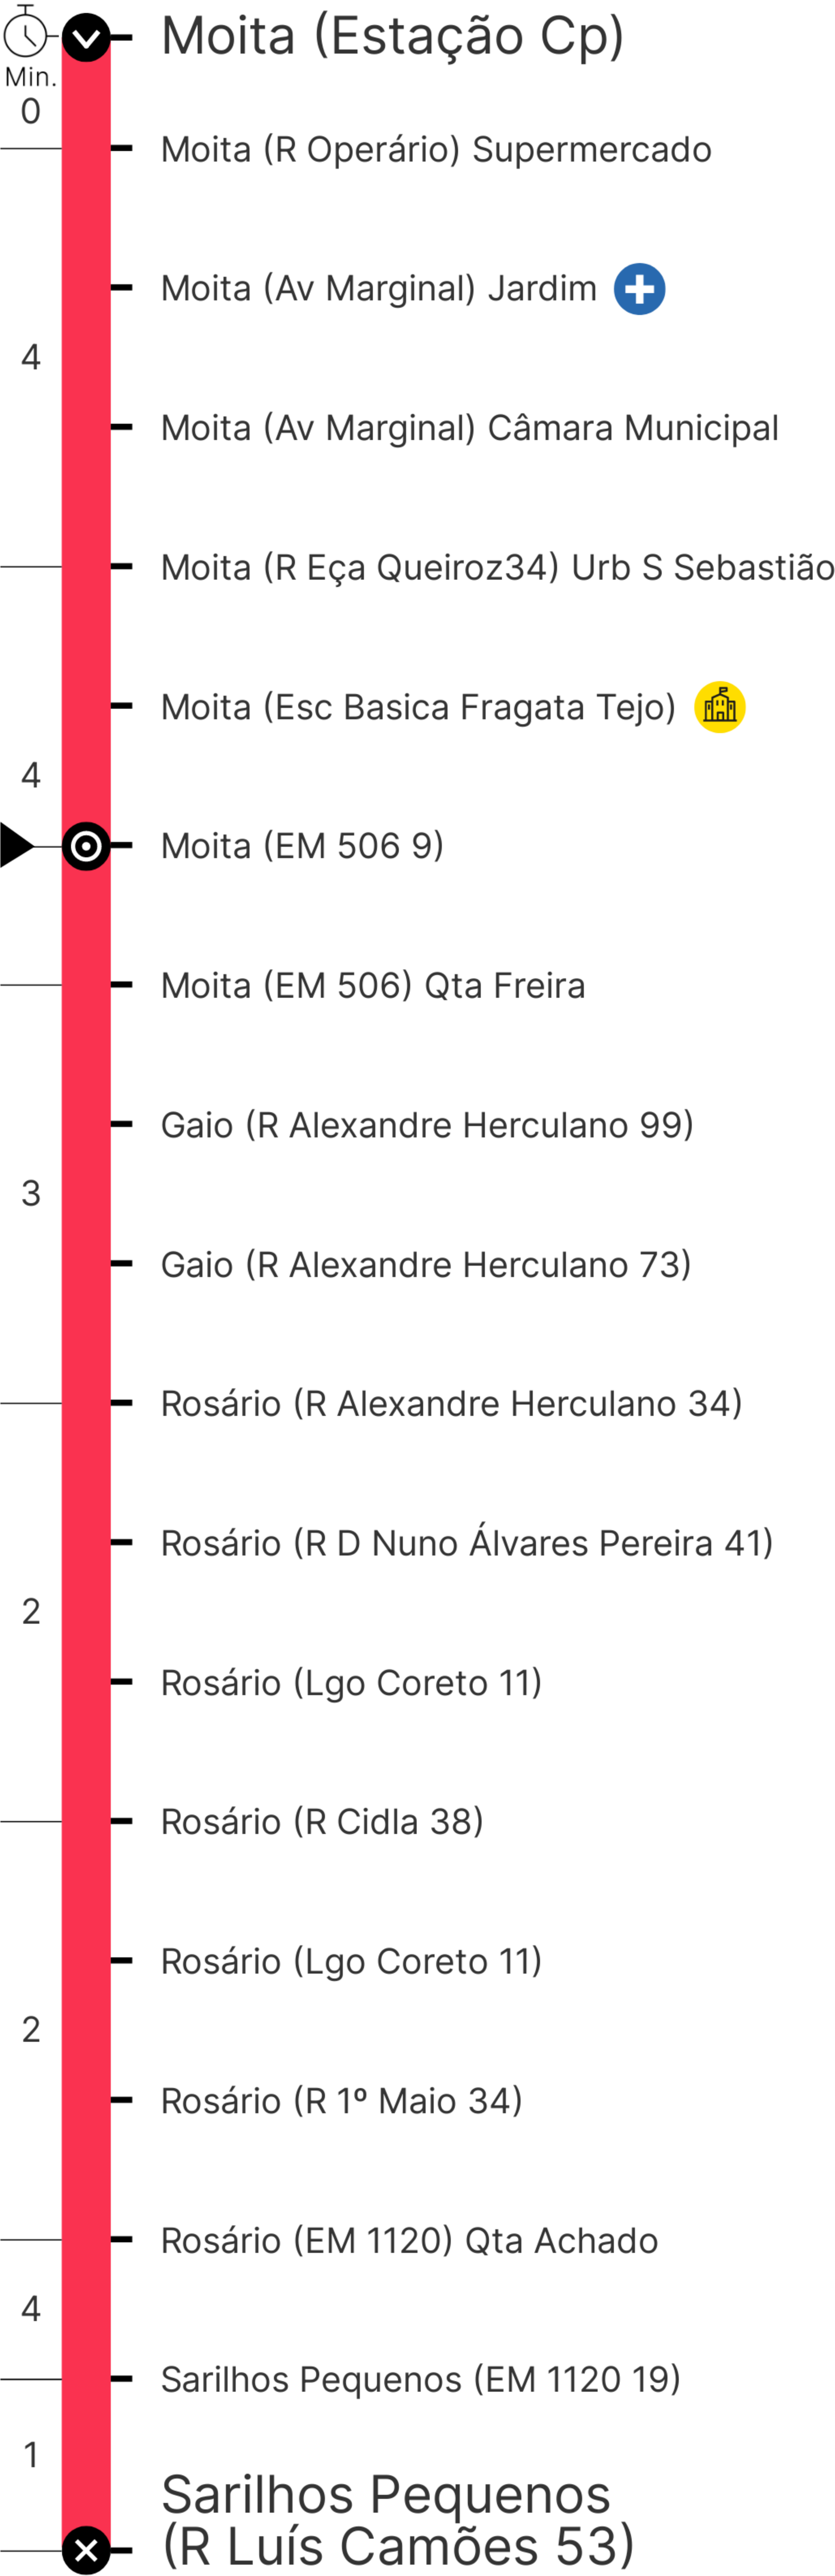 Moita (Estação Cp)
Min.
0
Moita (R Operário) Supermercado
Moita (Av Marginal) Jardim
4
Moita (Av Marginal) Câmara Municipal
Moita (R Eça Queiroz34) Urb S Sebastião
Moita (Esc Basica Fragata Tejo)
4
Moita (EM 506 9)
Moita (EM 506) Qta Freira
Gaio (R Alexandre Herculano 99)
3
Gaio (R Alexandre Herculano 73)
Rosário (R Alexandre Herculano 34)
Rosário (R D Nuno Álvares Pereira 41)
2
Rosário (Lgo Coreto 11)
Rosário (R Cidla 38)
Rosário (Lgo Coreto 11)
2
Rosário (R 1º Maio 34)
Rosário (EM 1120) Qta Achado
4
Sarilhos Pequenos (EM 1120 19)
1
Sarilhos Pequenos
(R Luís Camões 53)